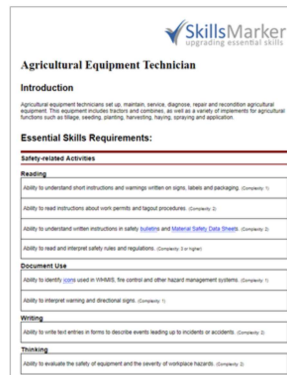 SkillsMarker
upgrading essential skills
Agricultural Equipment Technician
Introduction
Agricultural equipment technicians set up, maintain, service, diagnose, repair and recondition agricultural
equipment. This equipment includes tractors and combines, as well as a variety of implements for agricultural
functions such as tillage, seeding, planting, harvesting, haying, spraying and application.
Essential Skills Requirements:
Safety-related Activities
Reading
Ability to understand short instructions and warnings written on signs, labels and packaging. (Complexity: 1)
Ability to read instructions about work permits and tagout procedures. (Complexity: 2)
Ability to understand written instructions in safety bulletins and Material Safety Data Sheets. (Complexity: 2)
Ability to read and interpret safety rules and regulations. (Complexity: 3 or higher)
Document Use
Ability to identify icons used in WHMIS, fire control and other hazard management systems. (Complexity: 1)
Ability to interpret warning and directional signs. (Complexity: 1)
Writing
Ability to write text entries in forms to describe events leading up to incidents or accidents. (Complexity: 2)
Thinking
Ability to evaluate the safety of equipment and the severity of workplace hazards. (Complexity: 2)